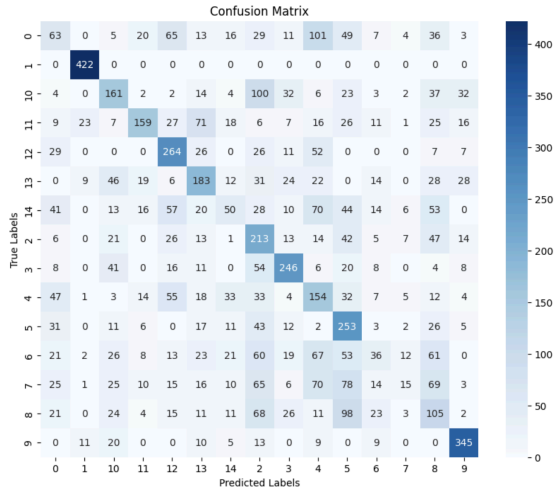 Confusion Matrix
0 63 0 5 20 65 13 16 29 11 101 49 7 4 36 3
1 0 422 0 0 0 0 0 0 0 0 0 0 0 0 0
10 4 0 161 2 2 14 4 100 32 6 23 3 2 37 32
11 9 23 7 159 27 71 18 6 7 16 26 11 1 25 16
12 29 0 0 0 264 26 0 26 11 52 0 0 0 7 7
13 0 9 46 19 6 183 12 31 24 22 0 14 0 28 28
14 41 0 13 16 57 20 50 28 10 70 44 14 6 53 0
2 6 0 21 0 26 13 1 213 13 14 42 5 7 47 14
3 8 0 41 0 16 11 0 54 246 6 20 8 0 4 8
4 47 1 3 14 55 18 33 33 4 154 32 7 5 12 4
5 31 0 11 6 0 17 11 43 12 2 253 3 2 26 5
6 21 2 26 8 13 23 21 60 19 67 53 36 12 61 0
7 25 1 25 10 15 16 10 65 6 70 78 14 15 69 3
8 21 0 24 4 15 11 11 68 26 11 98 23 3 105 2
9 0 11 20 0 0 10 5 13 0 9 0 9 0 0 345
0 1 10 11 12 13 14 2 3 4 5 6 7 8 9
Predicted Labels
True Labels
400
350
300
250
200
150
100
50
0